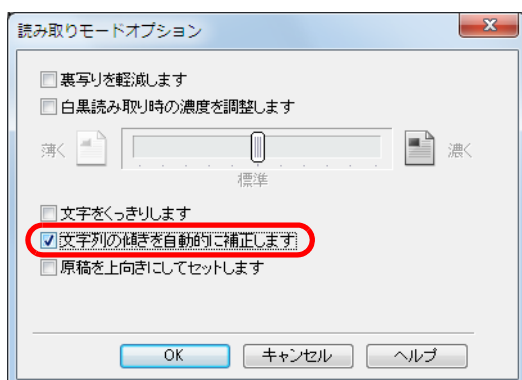 読み取りモードオプション
裏写りを軽減します
白黒読み取り時の濃度を調整します
薄く 濃く
標準
文字をくっきりします
文字列の傾きを自動的に補正します
原稿を上向きにしてセットします
OK キャンセル ヘルプ